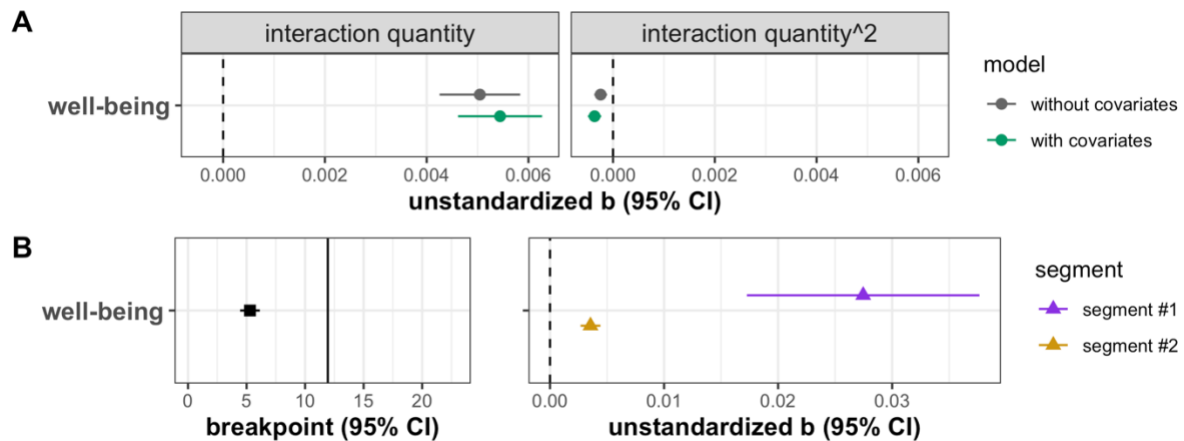 A
interaction quantity
interaction quantity^2
well-being
0.000 0.002 0.004 0.006
0.000 0.002 0.004 0.006
unstandardized b (95% CI)
model
without covariates
with covariates
B
well-being
0 5 10 15 20
breakpoint (95% CI)
0.00 0.01 0.02 0.03
unstandardized b (95% CI)
segment
segment #1
segment #2